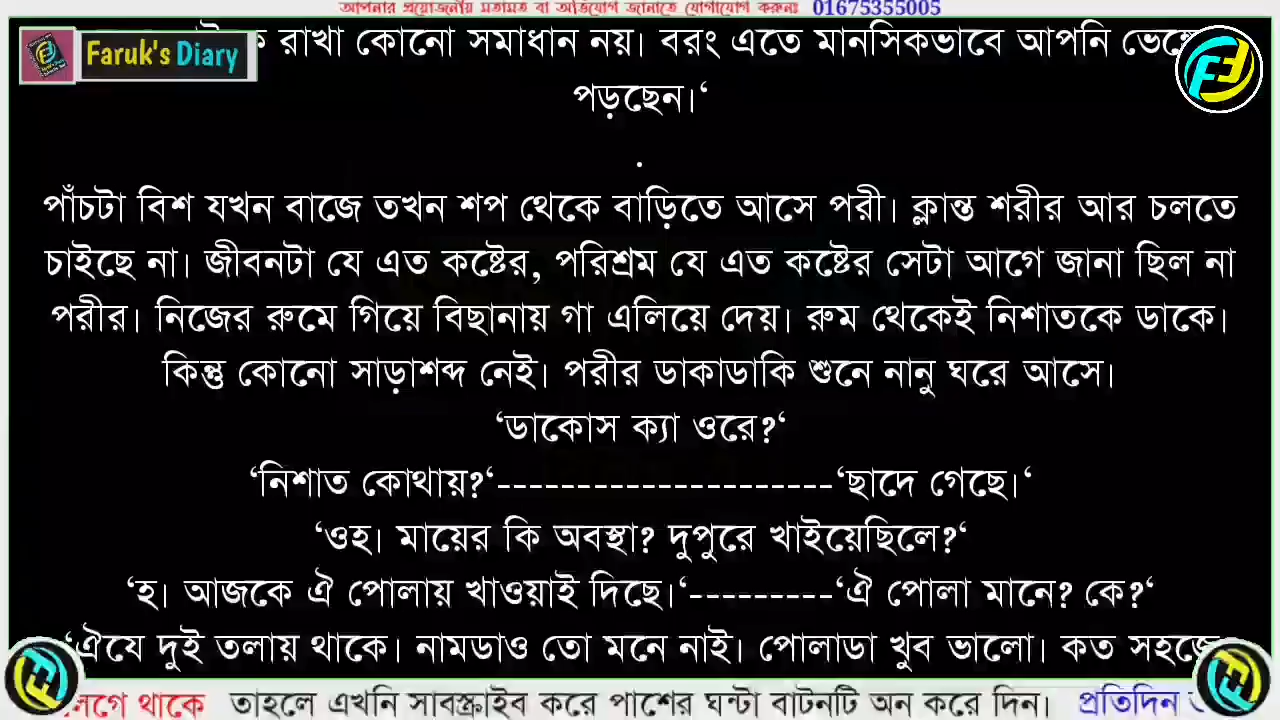 আপনার প্রয়োজনীয় মতামত বা অভিযোগ জানাতে যোগাযোগ করুনঃ 01675355005
Faruk's Diary
রাখা কোনো সমাধান নয়। বরং এতে মানসিকভাবে আপনি
পড়ছেন।‘
.
পাঁচটা বিশ যখন বাজে তখন শপ থেকে বাড়িতে আসে পরী। ক্লান্ত শরীর আর চলতে
চাইছে না। জীবনটা যে এত কষ্টের, পরিশ্রম যে এত কষ্টের সেটা আগে জানা ছিল না
পরীর। নিজের রুমে গিয়ে বিছানায় গা এলিয়ে দেয়। রুম থেকেই নিশাতকে ডাকে।
কিন্তু কোনো সাড়াশব্দ নেই। পরীর ডাকাডাকি শুনে নানু ঘরে আসে।
‘ডাকোস ক্যা ওরে?‘
‘নিশাত কোথায়?‘---------------------‘ছাদে গেছে।‘
‘ওহ। মায়ের কি অবস্থা? দুপুরে খাইয়েছিলে?‘
‘হ। আজকে ঐ পোলায় খাওয়াই দিছে।‘---------‘ঐ পোলা মানে? কে?‘
‘ঐযে দুই তলায় থাকে। নামডাও তো মনে নাই। পোলাডা খুব ভালো। কত সহজে
থাকে তাহলে এখনি সাবস্ক্রাইব করে পাশের ঘন্টা বাটনটি অন করে দিন। প্রতিদিন